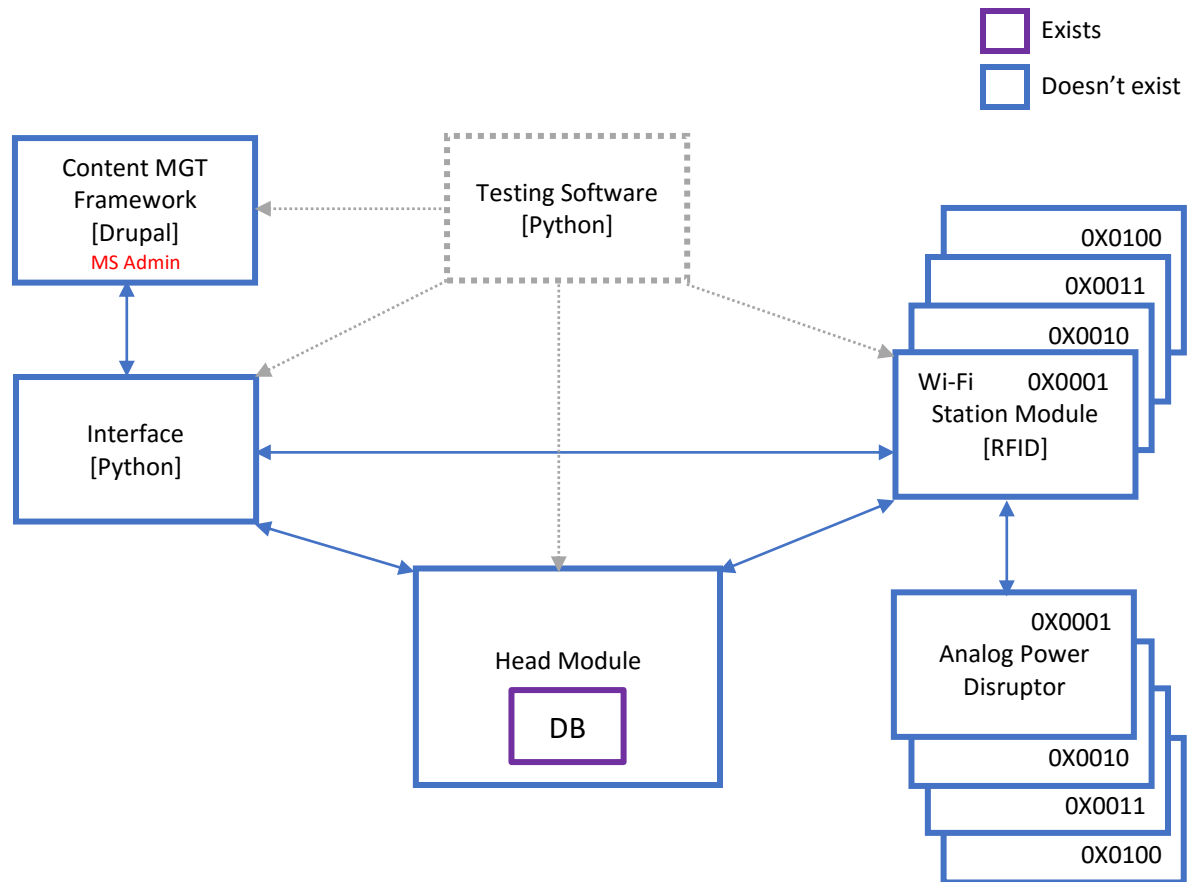 Exists
Doesn't exist
Content MGT
Framework
[Drupal]
MS Admin
Testing Software
[Python]
0X0100
0X0011
0X0010
Wi-Fi 0X0001
Station Module
[RFID]
Interface
[Python]
Head Module
DB
0X0001
Analog Power
Disruptor
0X0010
0X0011
0X0100